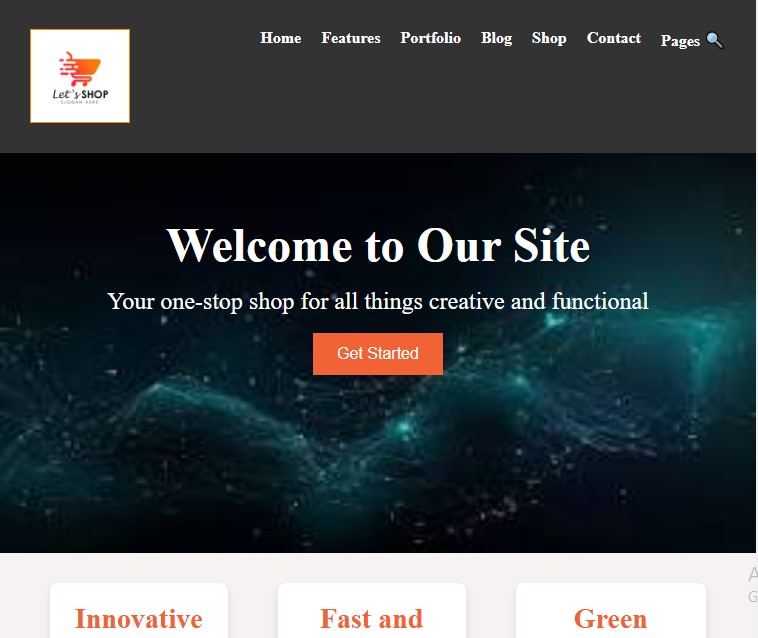 Home Features Portfolio Blog Shop Contact Pages
Let's SHOP
SLOGAN HERE
Welcome to Our Site
Your one-stop shop for all things creative and functional
Get Started
Innovative Fast and Green